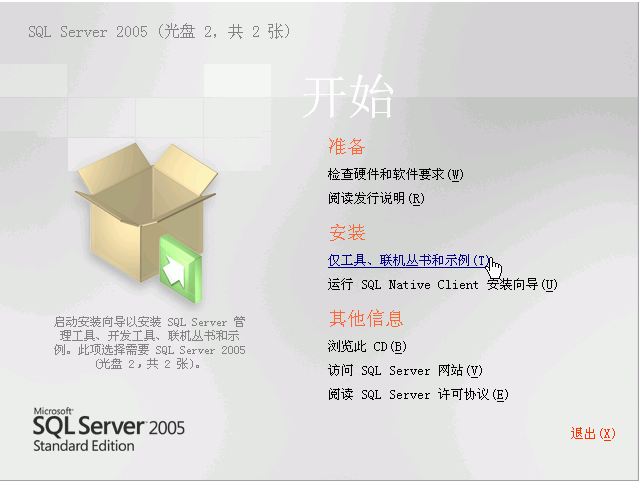 SQL Server 2005 (光盘 2，共 2 张)
开始
准备
检查硬件和软件要求(W)
阅读发行说明(R)
安装
仅工具、联机丛书和示例(T)
运行 SQL Native Client 安装向导(U)
其他信息
浏览此 CD(B)
访问 SQL Server 网站(V)
阅读 SQL Server 许可协议(E)
启动安装向导以安装 SQL Server 管
理工具、开发工具、联机丛书和示
例。此项选择需要 SQL Server 2005
(光盘 2，共 2 张)。
Microsoft
SQL Server 2005
Standard Edition
退出(X)